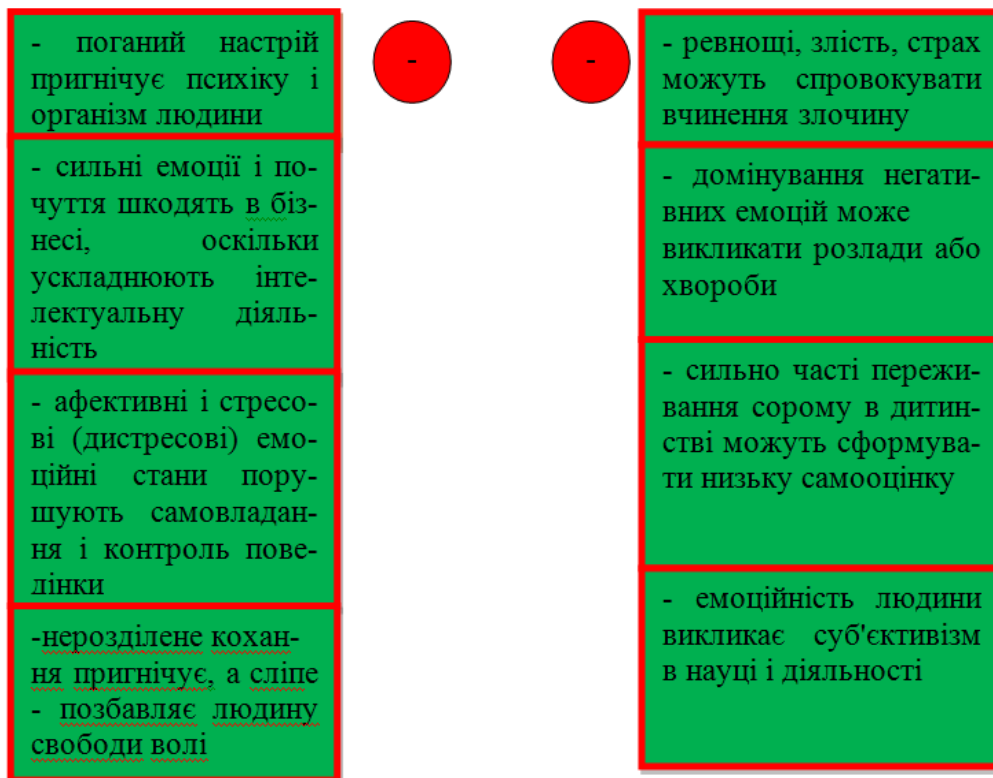 - поганий настрій
пригнічує психіку і
організм людини
- сильні емоції і по-
чуття шкодять в біз-
несі, оскільки
ускладнюють інте-
лектуальну діяль-
ність
- афективні і стресо-
ві (дистресові) емо-
ційні стани пору-
шують самовладан-
ня і контроль пове-
дінки
-нерозділене кохан-
ня пригнічує, а сліпе
- позбавляє людину
свободи волі
-
-
- ревнощі, злість, страх
можуть спровокувати
вчинення злочину
- домінування негати-
вних емоцій може
викликати розлади або
хвороби
- сильно часті пережи-
вання сорому в дитин-
стві можуть сформува-
ти низьку самооцінку
- емоційність людини
викликає суб'єктивізм
в науці і діяльності